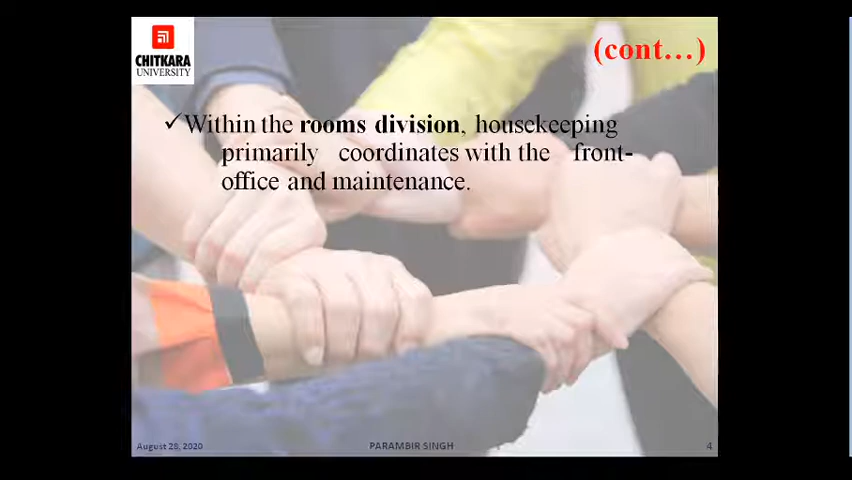 CHITKARA
UNIVERSITY
(cont...)
✓Within the rooms division, housekeeping
primarily coordinates with the front-
office and maintenance.
August 28, 2020 PARAMBIR SINGH 4